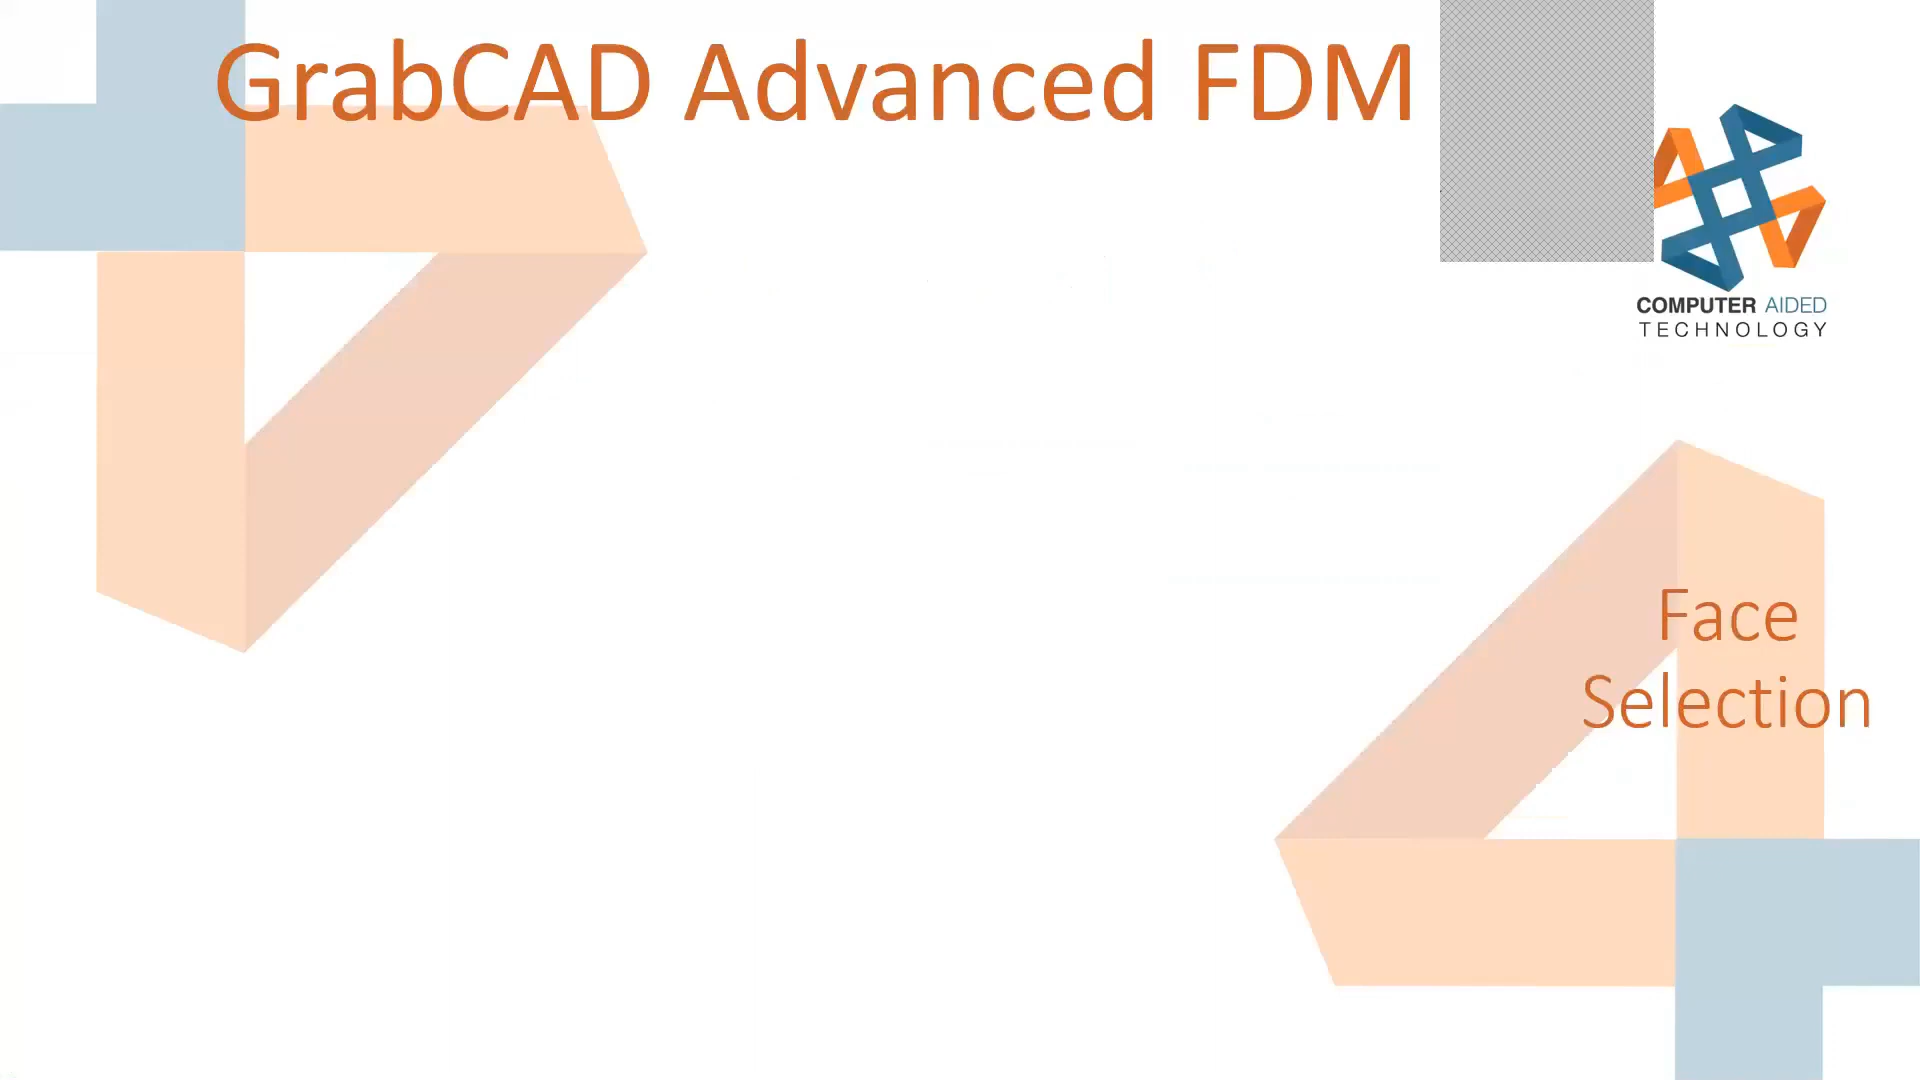 GrabCAD Advanced FDM
COMPUTER AIDED
TECHNOLOGY
Face
Selection